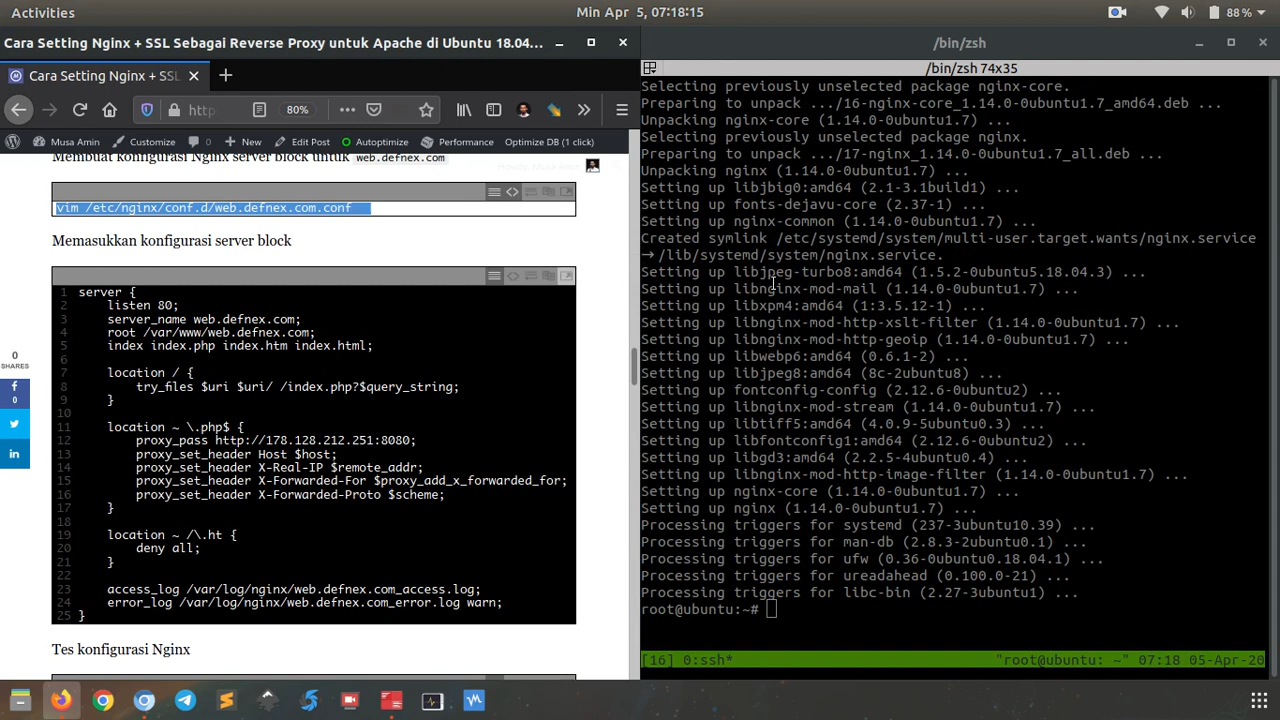 Activities
Min Apr 5, 07:18:15
88 %
Cara Setting Nginx + SSL Sebagai Reverse Proxy untuk Apache di Ubuntu 18.04…
Cara Setting Nginx + SSL
http
80%
Musa Amin
Customize
0
New
Edit Post
Autoptimize
Performance
Optimize DB (542)
Membuat konfigurasi Nginx server block untuk web.defnex.com
vim /etc/nginx/conf.d/web.defnex.com.conf
Memasukkan konfigurasi server block
1 server {
2 listen 80;
3 server_name web.defnex.com;
4 root /var/www/web.defnex.com;
5 index index.php index.htm index.html;
6
7 location / {
8 try_files $uri $uri/ /index.php?$query_string;
9 }
10
11 location ~ \.php$ {
12 proxy_pass http://178.128.212.251:8080;
13 proxy_set_header Host $host;
14 proxy_set_header X-Real-IP $remote_addr;
15 proxy_set_header X-Forwarded-For $proxy_add_x_forwarded_for;
16 proxy_set_header X-Forwarded-Proto $scheme;
17 }
18
19 location ~ /\.ht {
20 deny all;
21 }
22
23 access_log /var/log/nginx/web.defnex.com_access.log;
24 error_log /var/log/nginx/web.defnex.com_error.log warn;
25 }
Tes konfigurasi Nginx
0
SHARES
0
/bin/zsh
/bin/zsh 74x35
Selecting previously unselected package nginx-core.
Preparing to unpack .../16-nginx-core_1.14.0-0ubuntu1.7_amd64.deb ...
Unpacking nginx-core (1.14.0-0ubuntu1.7) ...
Selecting previously unselected package nginx.
Preparing to unpack .../17-nginx_1.14.0-0ubuntu1.7_all.deb ...
Unpacking nginx (1.14.0-0ubuntu1.7) ...
Setting up libjbig0:amd64 (2.1-3.1build1) ...
Setting up fonts-dejavu-core (2.37-1) ...
Setting up nginx-common (1.14.0-0ubuntu1.7) ...
Created symlink /etc/systemd/system/multi-user.target.wants/nginx.service
→ /lib/systemd/system/nginx.service.
Setting up libjpeg-turbo8:amd64 (1.5.2-0ubuntu5.18.04.3) ...
Setting up libnginx-mod-mail (1.14.0-0ubuntu1.7) ...
Setting up libxpm4:amd64 (1:3.5.12-1) ...
Setting up libnginx-mod-http-xslt-filter (1.14.0-0ubuntu1.7) ...
Setting up libnginx-mod-http-geoip (1.14.0-0ubuntu1.7) ...
Setting up libwebp6:amd64 (0.6.1-2) ...
Setting up libjpeg8:amd64 (8c-2ubuntu8) ...
Setting up fontconfig-config (2.12.6-0ubuntu2) ...
Setting up libnginx-mod-stream (1.14.0-0ubuntu1.7) ...
Setting up libtiff5:amd64 (4.0.9-5ubuntu0.3) ...
Setting up libfontconfig1:amd64 (2.12.6-0ubuntu2) ...
Setting up libgd3:amd64 (2.2.5-4ubuntu0.4) ...
Setting up libnginx-mod-http-image-filter (1.14.0-0ubuntu1.7) ...
Setting up nginx-core (1.14.0-0ubuntu1.7) ...
Setting up nginx (1.14.0-0ubuntu1.7) ...
Processing triggers for systemd (237-3ubuntu10.39) ...
Processing triggers for man-db (2.8.3-2ubuntu0.1) ...
Processing triggers for ufw (0.36-0ubuntu0.18.04.1) ...
Processing triggers for ureadahead (0.100.0-21) ...
Processing triggers for libc-bin (2.27-3ubuntu1) ...
root@ubuntu:~#
[16] 0:ssh* "root@ubuntu: ~" 07:18 05-Apr-20